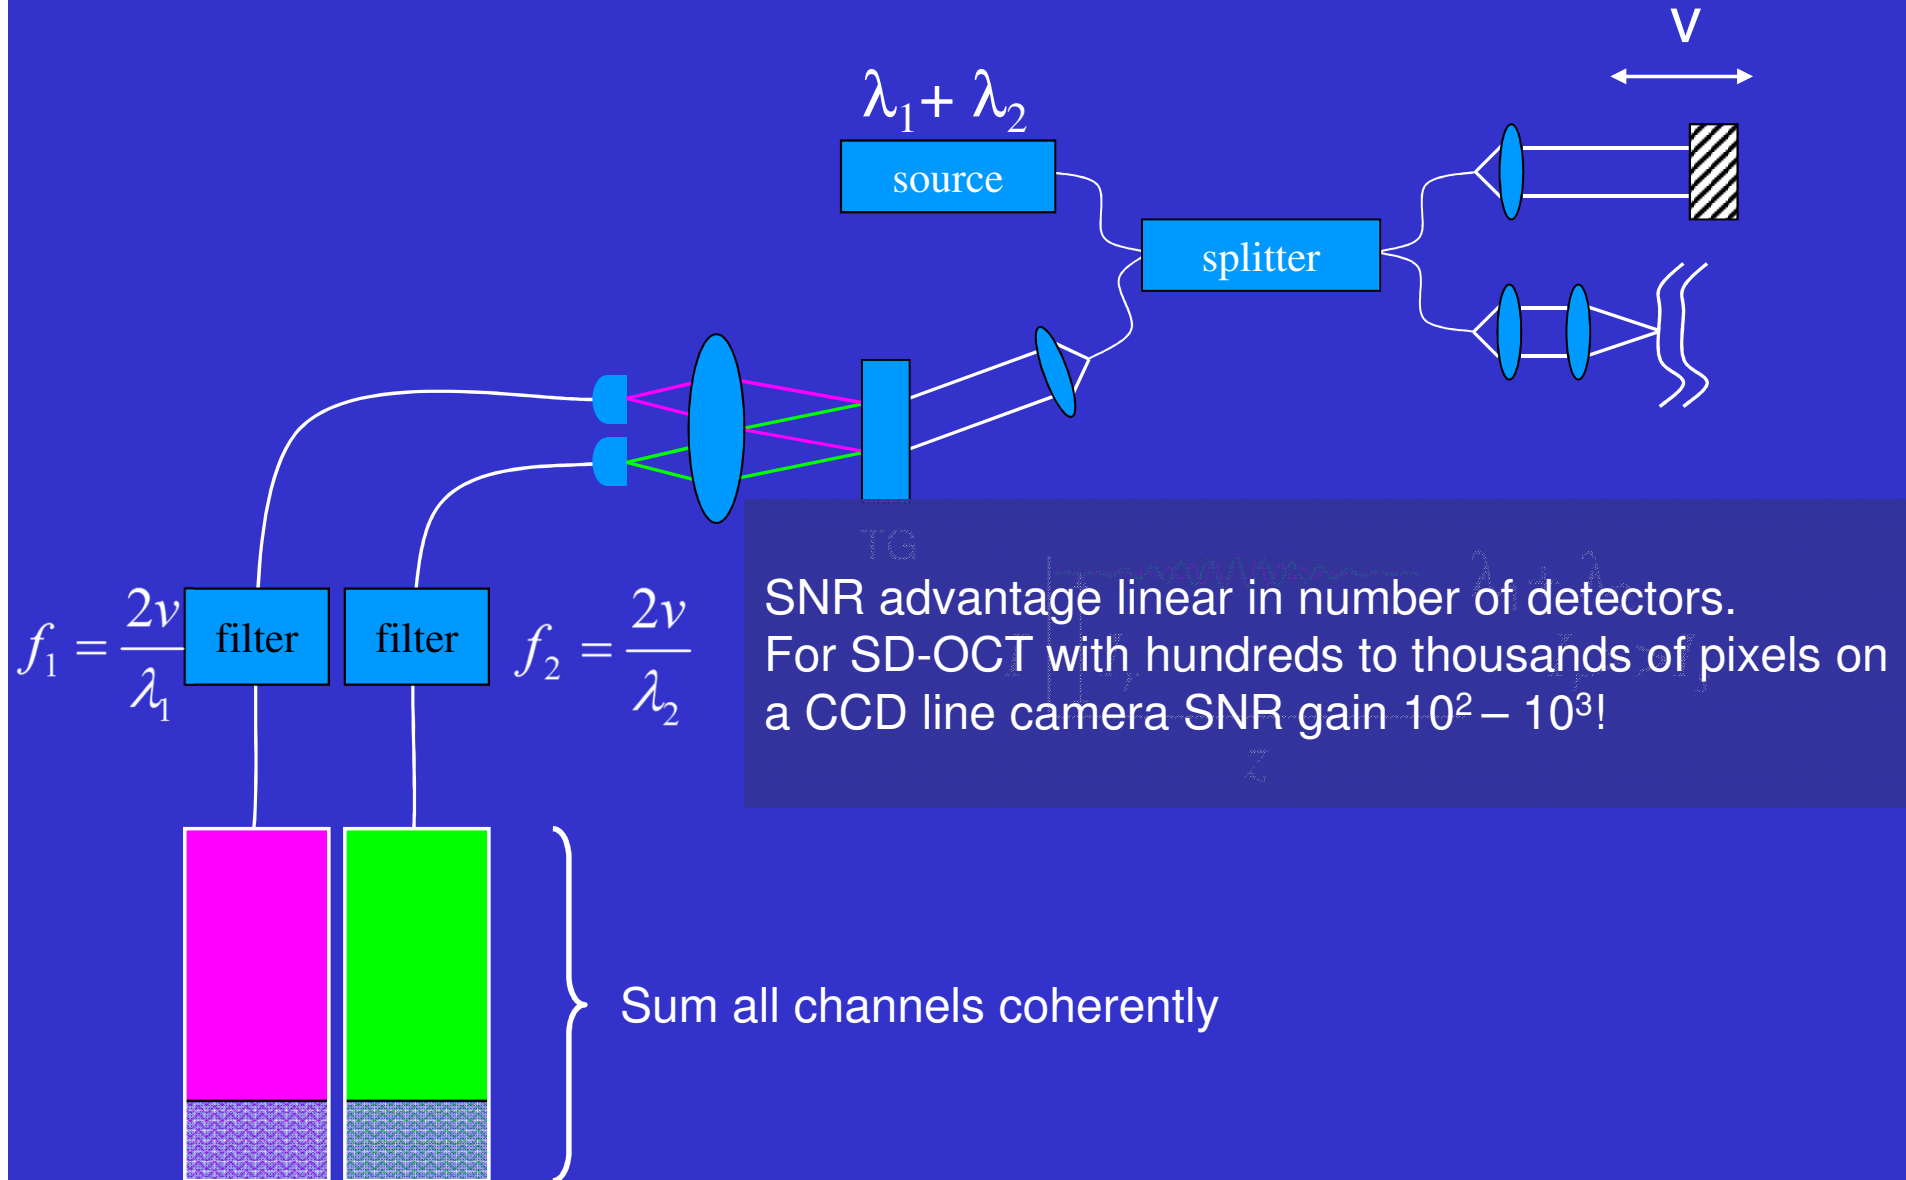 v
λ₁+ λ₂
source
splitter
TG
SNR advantage linear in number of detectors.
For SD-OCT with hundreds to thousands of pixels on
a CCD line camera SNR gain 10² – 10³!
z
f₁ = 2v/λ₁
filter
filter
f₂ = 2v/λ₂
Sum all channels coherently